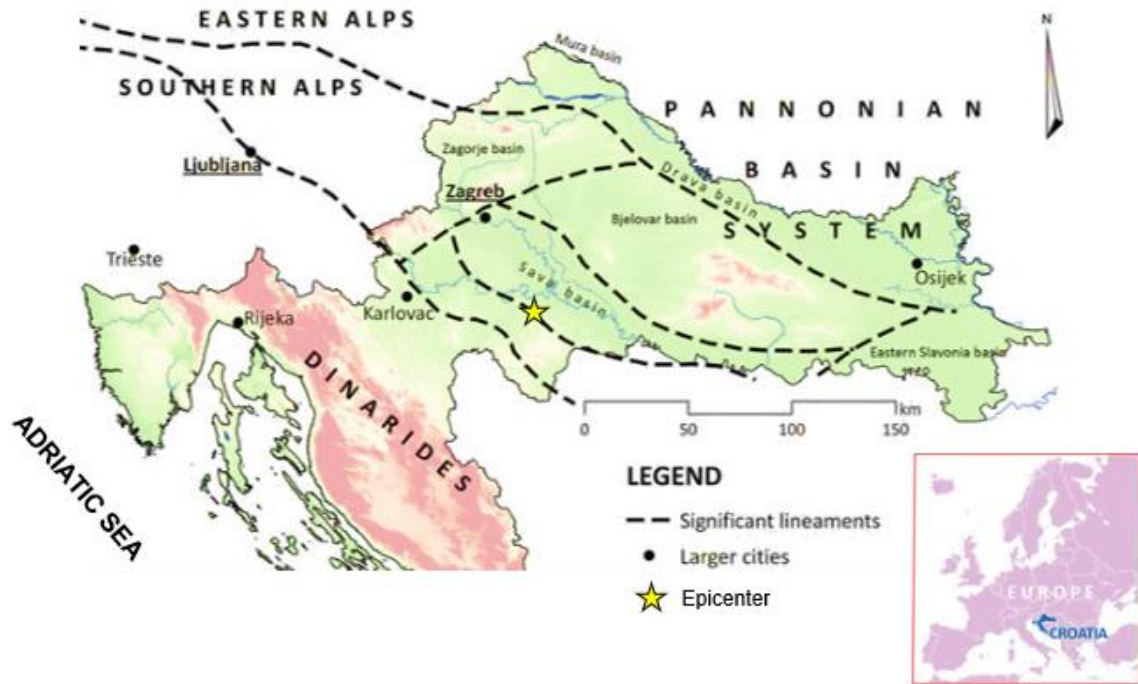 EASTERN ALPS
N
Mura basin
SOUTHERN ALPS
PANNONIAN
BASIN
SYSTEM
Ljubljana
Zagorje basin
Zagreb
Drava basin
Bjelovar basin
Trieste
Sava basin
Osijek
Karlovac
Rijeka
Eastern Slavonia basin
DINARIDES
km
0 50 100 150
ADRIATIC SEA
LEGEND
Significant lineaments
Larger cities
Epicenter
EUROPE
CROATIA